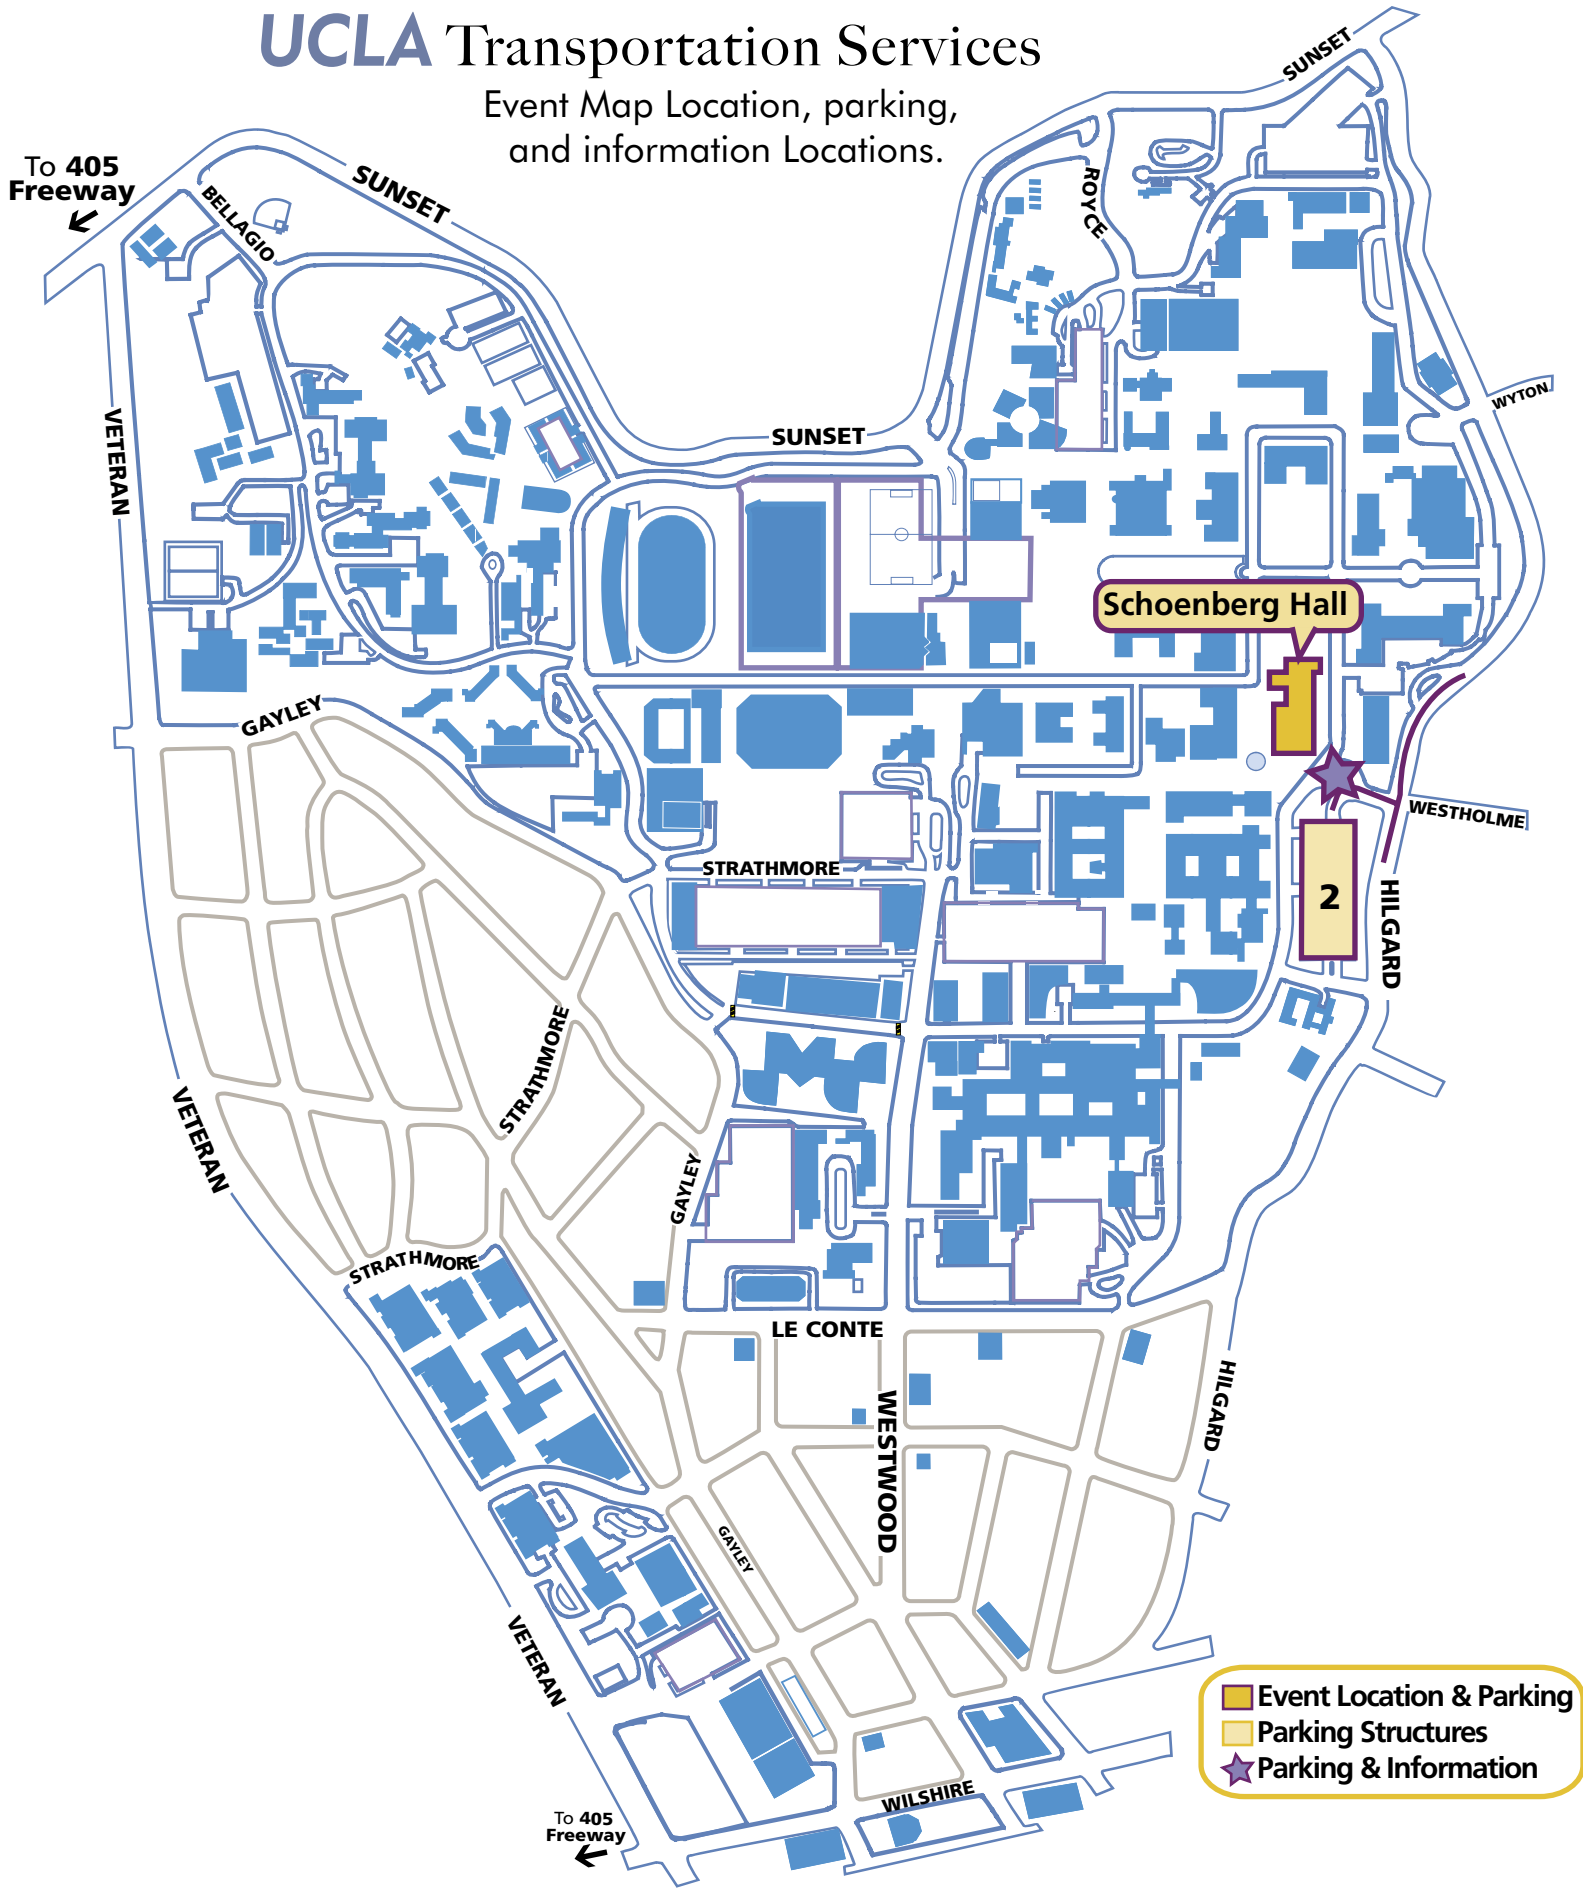 UCLA Transportation Services
Event Map Location, parking,
and information Locations.
SUNSET
To 405
Freeway
SUNSET
BELLAGIO
ROYCE
VETERAN
SUNSET
WYTON
Schoenberg Hall
GAYLEY
WESTHOLME
STRATHMORE
2
HILGARD
STRATHMORE
VETERAN
GAYLEY
STRATHMORE
LE CONTE
HILGARD
WESTWOOD
GAYLEY
VETERAN
Event Location & Parking
Parking Structures
Parking & Information
WILSHIRE
To 405
Freeway